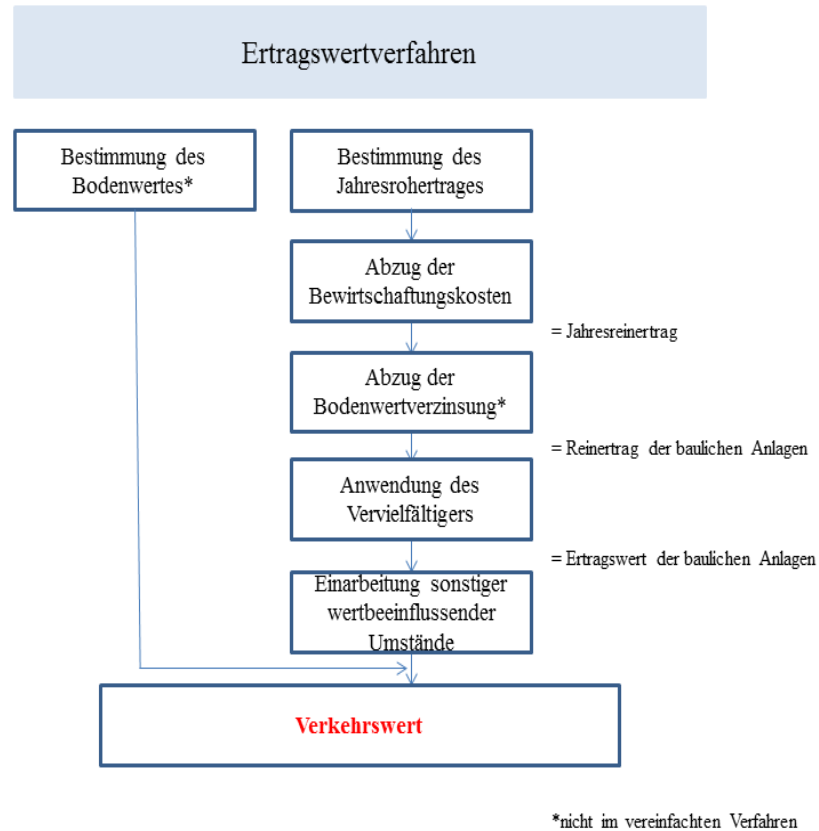 Ertragswertverfahren
Bestimmung des
Bodenwertes*
Bestimmung des
Jahresrohertrages
Abzug der
Bewirtschaftungskosten
= Jahresreinertrag
Abzug der
Bodenwertverzinsung*
= Reinertrag der baulichen Anlagen
Anwendung des
Vervielfältigers
= Ertragswert der baulichen Anlagen
Einarbeitung sonstiger
wertbeeinflussender
Umstände
Verkehrswert
*nicht im vereinfachten Verfahren